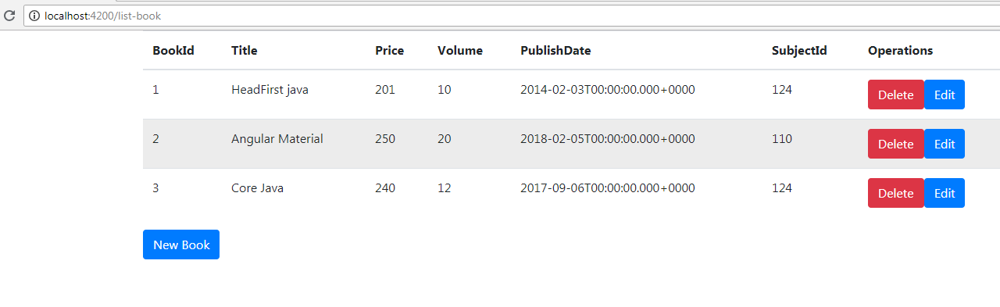 localhost:4200/list-book
BookId Title Price Volume PublishDate SubjectId Operations
1 HeadFirst java 201 10 2014-02-03T00:00:00.000+0000 124 Delete Edit
2 Angular Material 250 20 2018-02-05T00:00:00.000+0000 110 Delete Edit
3 Core Java 240 12 2017-09-06T00:00:00.000+0000 124 Delete Edit
New Book